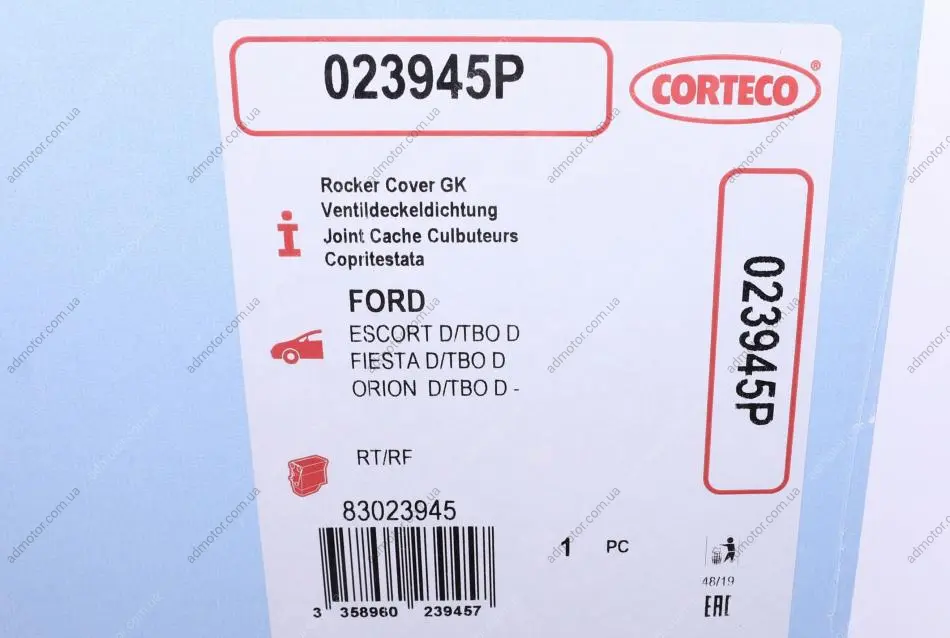 023945P
CORTECO®
Rocker Cover GK
Ventildeckeldichtung
Joint Cache Culbuteurs
Copritestata
FORD
ESCORT D/TBO D
FIESTA D/TBO D
ORION D/TBO D -
023945P
RT/RF
83023945
1 PC
48/19
EAC
3 358960 239457
admotor.com.ua